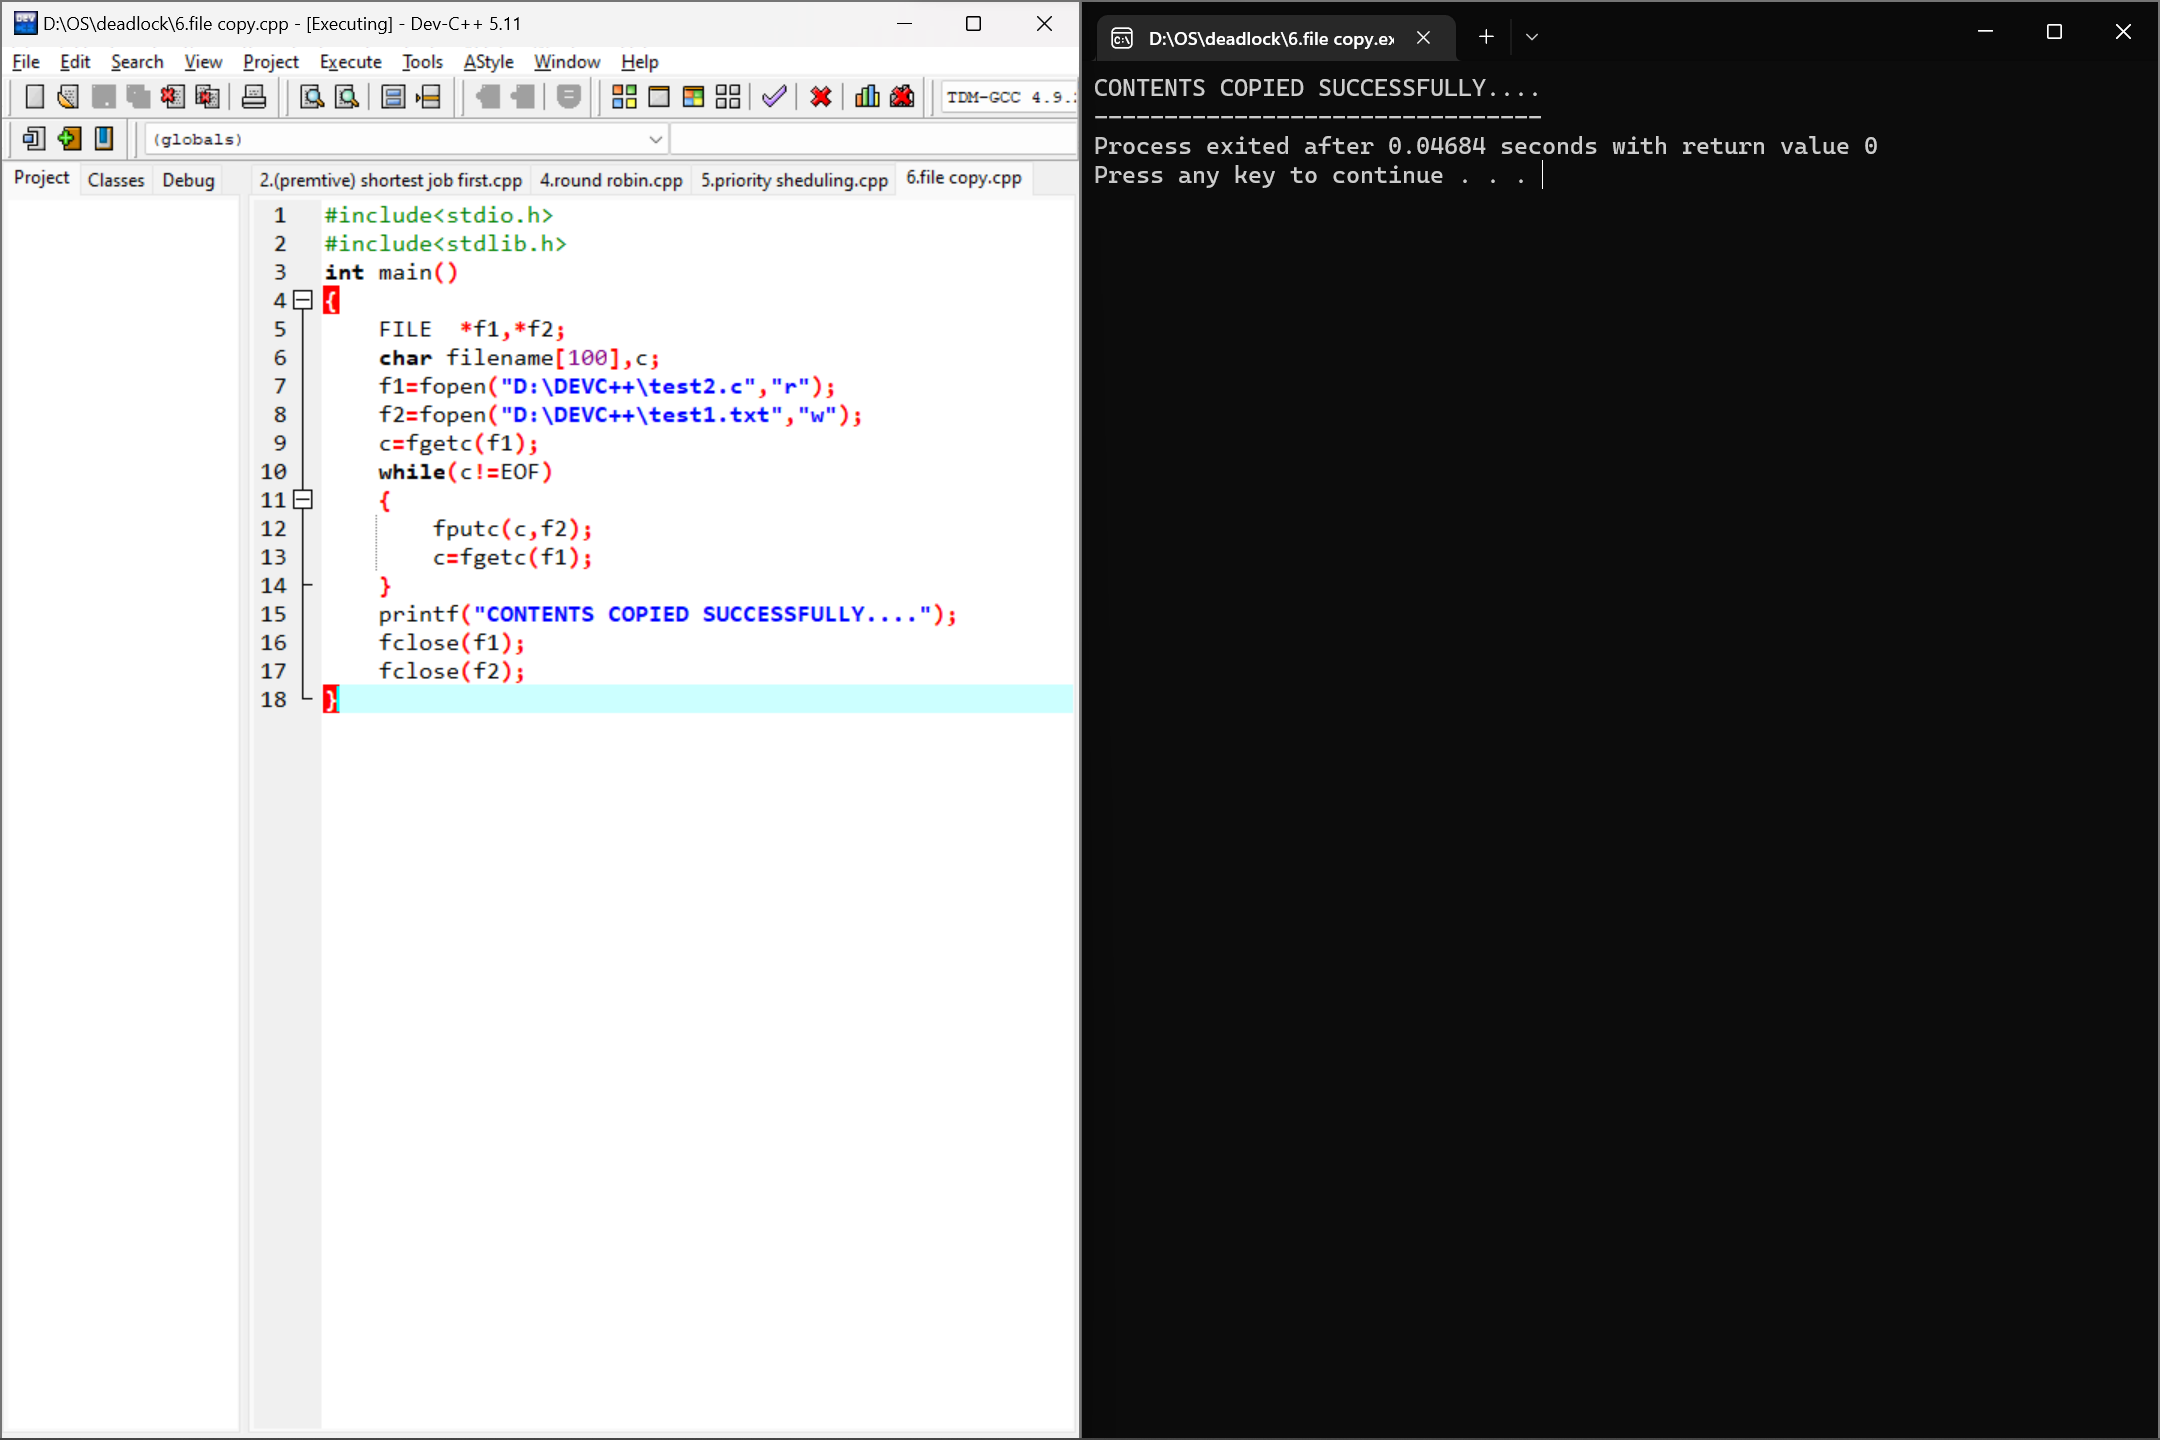 D:\OS\deadlock\6.file copy.cpp - [Executing] - Dev-C++ 5.11
File Edit Search View Project Execute Tools AStyle Window Help
TDM-GCC 4.9.
(globals)
Project Classes Debug
2.(premtive) shortest job first.cpp 4.round robin.cpp 5.priority sheduling.cpp 6.file copy.cpp
1 #include<stdio.h>
2 #include<stdlib.h>
3 int main()
4 {
5 FILE  *f1,*f2;
6 char filename[100],c;
7 f1=fopen("D:\DEVC++\test2.c","r");
8 f2=fopen("D:\DEVC++\test1.txt","w");
9 c=fgetc(f1);
10 while(c!=EOF)
11 {
12 fputc(c,f2);
13 c=fgetc(f1);
14 }
15 printf("CONTENTS COPIED SUCCESSFULLY....");
16 fclose(f1);
17 fclose(f2);
18 }
D:\OS\deadlock\6.file copy.ex
CONTENTS COPIED SUCCESSFULLY....
--------------------------------
Process exited after 0.04684 seconds with return value 0
Press any key to continue . . .